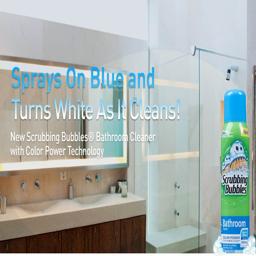 Sprays On Blue and
Turns White As It Cleans!
New Scrubbing Bubbles® Bathroom Cleaner
with Color Power Technology
Scrubbing
Bubbles
Bathroom